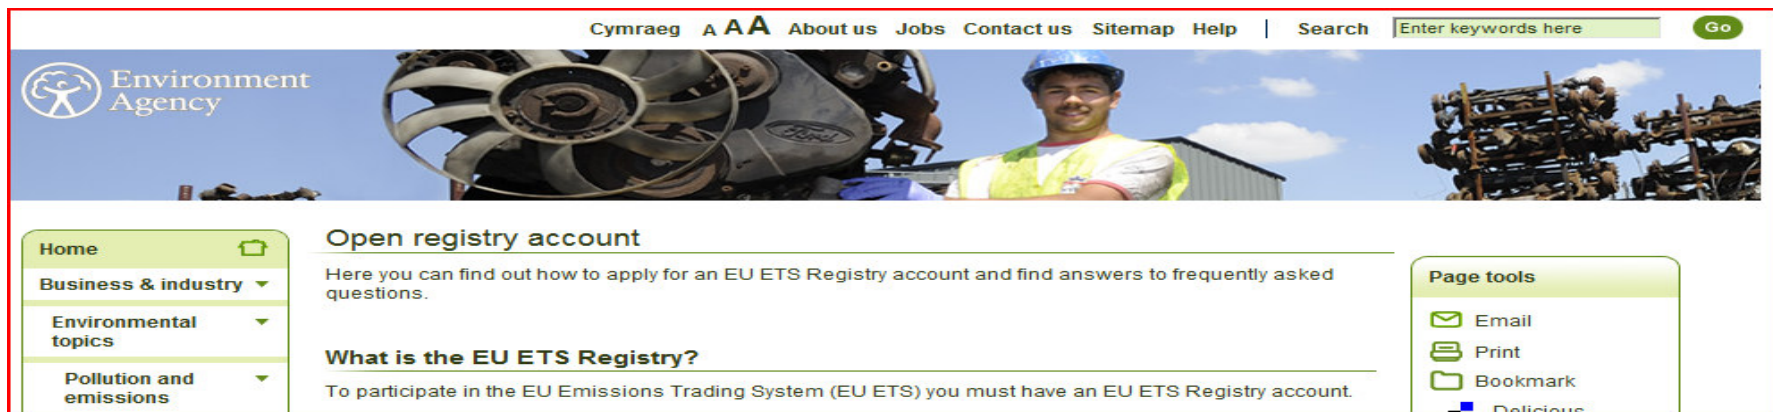 Cymraeg A A A About us Jobs Contact us Sitemap Help | Search Enter keywords here Go
Environment
Agency
Ford
Home
Business & industry
Environmental
topics
Pollution and
emissions
Open registry account
Here you can find out how to apply for an EU ETS Registry account and find answers to frequently asked
questions.
What is the EU ETS Registry?
To participate in the EU Emissions Trading System (EU ETS) you must have an EU ETS Registry account.
Page tools
Email
Print
Bookmark
Delicious